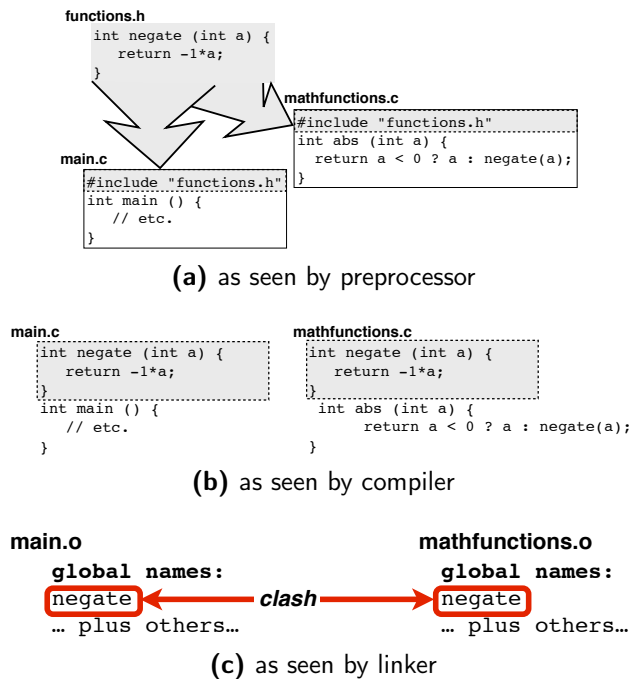 functions.h
int negate (int a) {
return -1*a;
}
mathfunctions.c
#include "functions.h"
int abs (int a) {
return a < 0 ? a : negate(a);
}
main.c
#include "functions.h"
int main () {
// etc.
}
(a) as seen by preprocessor
main.c
int negate (int a) {
return -1*a;
}
int main () {
// etc.
}
mathfunctions.c
int negate (int a) {
return -1*a;
}
int abs (int a) {
return a < 0 ? a : negate(a);
}
(b) as seen by compiler
main.o
global names:
negate
… plus others…
clash
mathfunctions.o
global names:
negate
… plus others…
(c) as seen by linker